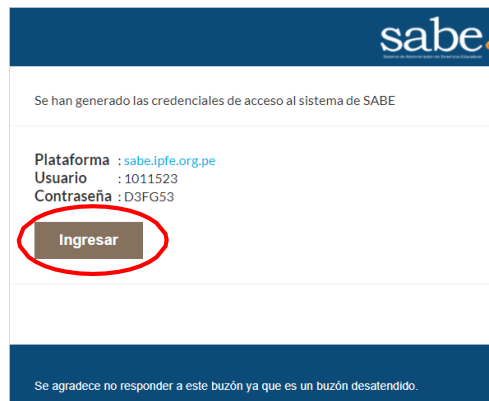 sabe.
Se han generado las credenciales de acceso al sistema de SABE
Plataforma : sabe.ipfe.org.pe
Usuario : 1011523
Contraseña : D3FG53
Ingresar
Se agradece no responder a este buzón ya que es un buzón desatendido.